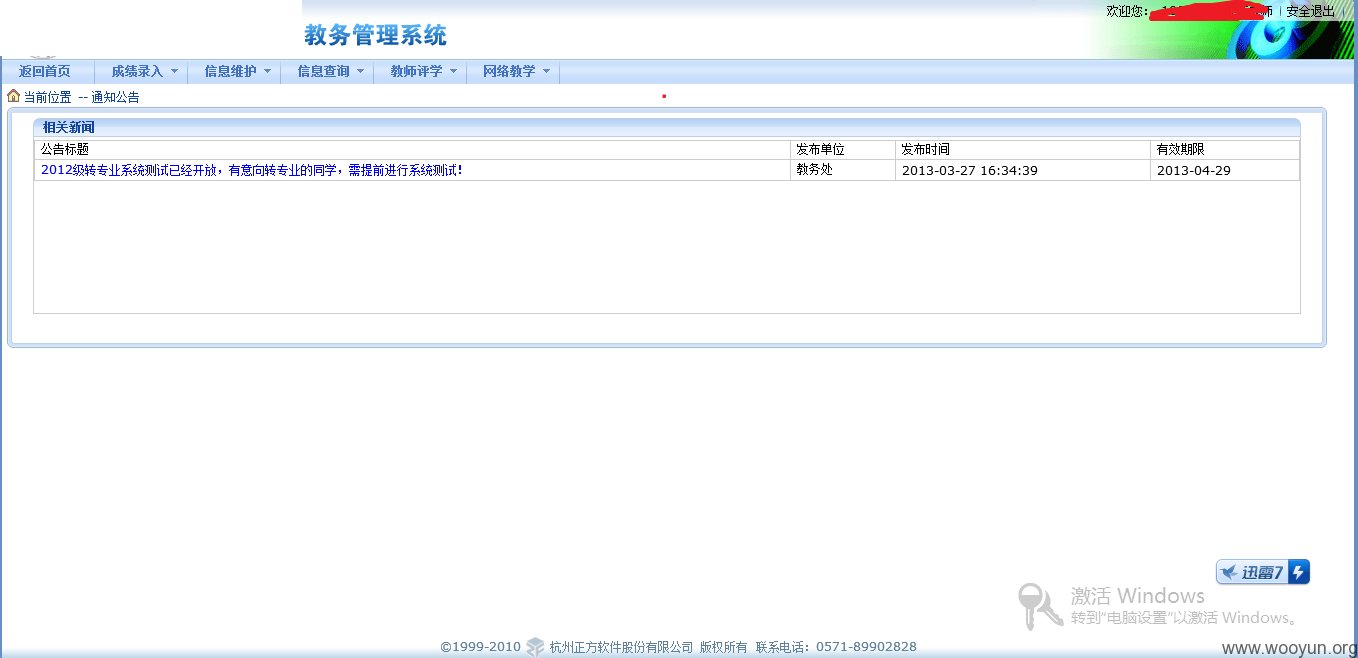 欢迎您： 师 | 安全退出
教务管理系统
返回首页 成绩录入 信息维护 信息查询 教师评学 网络教学
当前位置 -- 通知公告
相关新闻
公告标题 发布单位 发布时间 有效期限
2012级转专业系统测试已经开放，有意向转专业的同学，需提前进行系统测试！ 教务处 2013-03-27 16:34:39 2013-04-29
迅雷7
激活 Windows
转到“电脑设置”以激活 Windows。
©1999-2010 杭州正方软件股份有限公司 版权所有 联系电话：0571-89902828
www.wooyun.org